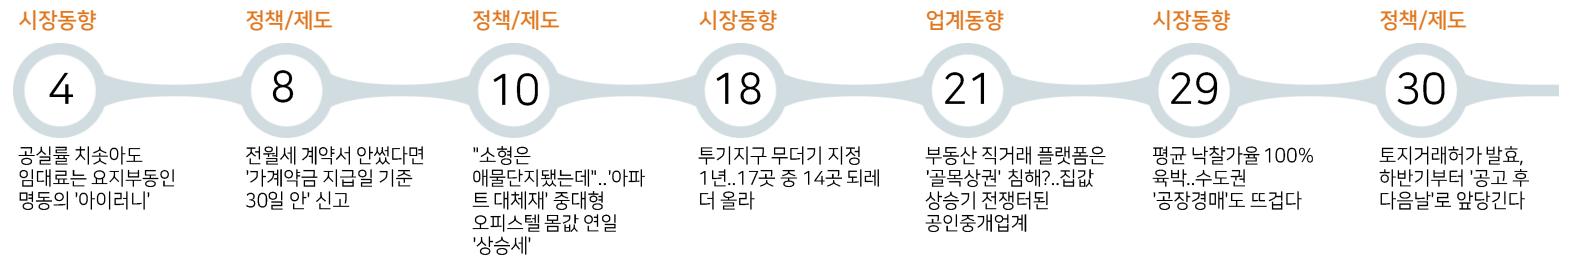 시장동향
4
공실률 치솟아도
임대료는 요지부동인
명동의 '아이러니'
정책/제도
8
전월세 계약서 안썼다면
'가계약금 지급일 기준
30일 안' 신고
정책/제도
10
"소형은
애물단지됐는데"..'아파
트 대체재' 중대형
오피스텔 몸값 연일
'상승세'
시장동향
18
투기지구 무더기 지정
1년..17곳 중 14곳 되레
더 올라
업계동향
21
부동산 직거래 플랫폼은
'골목상권' 침해?..집값
상승기 전쟁터된
공인중개업계
시장동향
29
평균 낙찰가율 100%
육박..수도권
'공장경매'도 뜨겁다
정책/제도
30
토지거래허가 발효,
하반기부터 '공고 후
다음날'로 앞당긴다